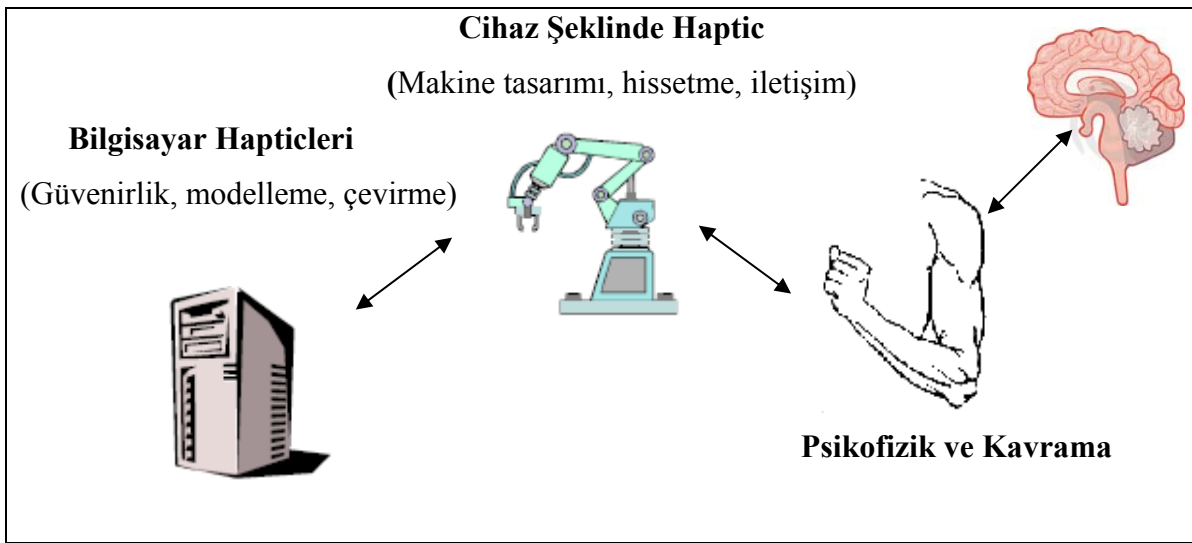 Cihaz Şeklinde Haptic
(Makine tasarımı, hissetme, iletişim)
Bilgisayar Hapticleri
(Güvenirlik, modelleme, çevirme)
Psikofizik ve Kavrama